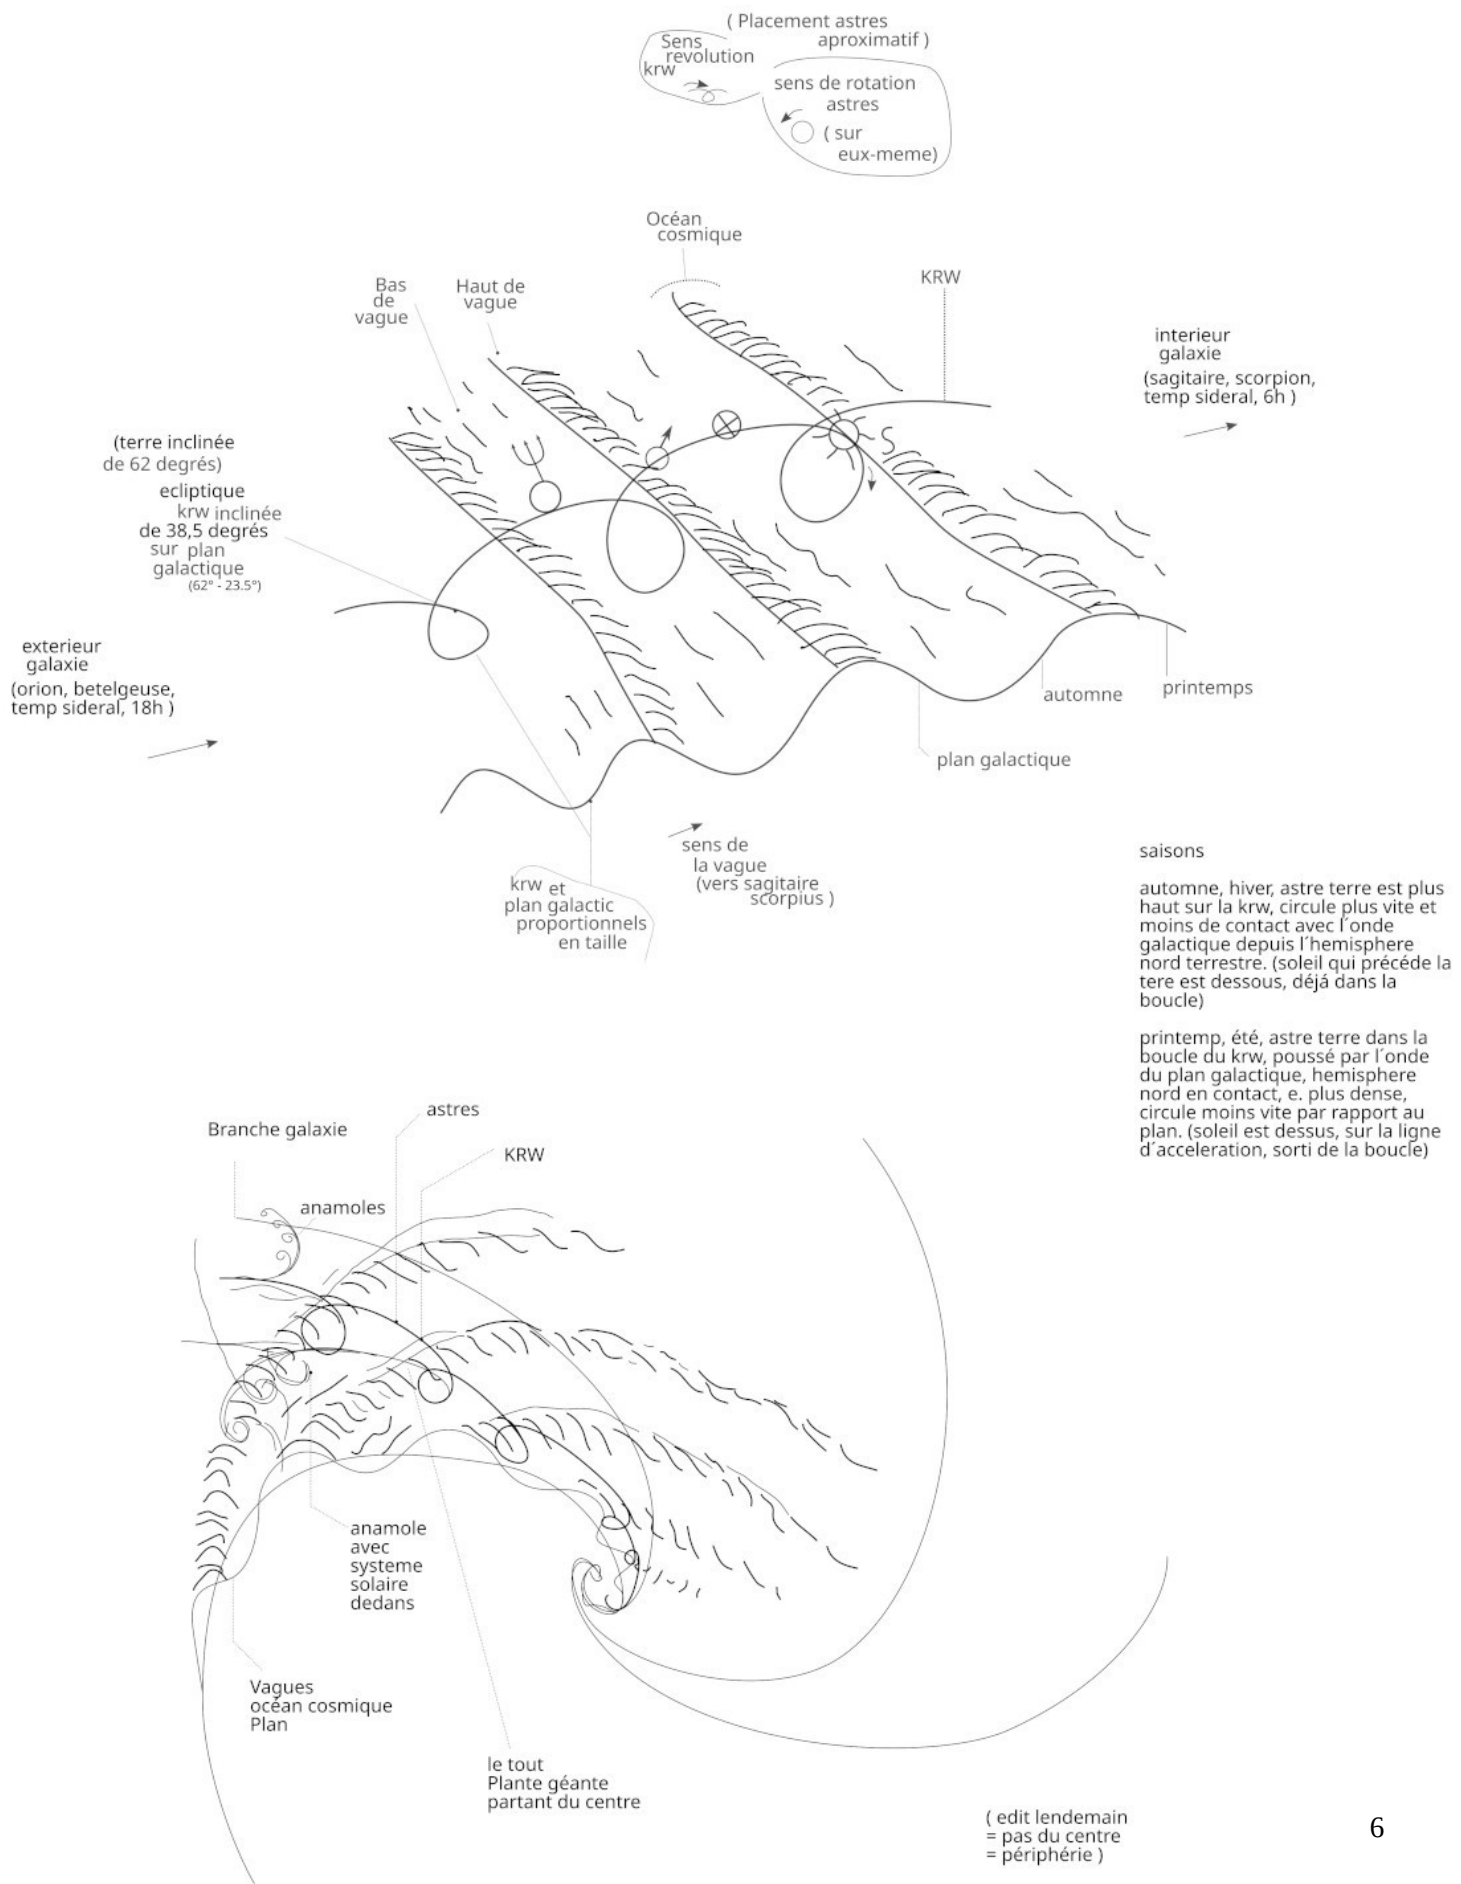 ( Placement astres
aproximatif )
Sens
revolution
krw
sens de rotation
astres
( sur
eux-meme)
Océan
cosmique
Bas
de
vague
Haut de
vague
KRW
interieur
galaxie
(sagitaire, scorpion,
temp sideral, 6h )
(terre inclinée
de 62 degrés)
ecliptique
krw inclinée
de 38,5 degrés
sur plan
galactique
(62° - 23.5°)
exterieur
galaxie
(orion, betelgeuse,
temp sideral, 18h )
automne
printemps
plan galactique
sens de
la vague
(vers sagitaire
scorpius )
krw et
plan galactic
proportionnels
en taille
saisons
automne, hiver, astre terre est plus
haut sur la krw, circule plus vite et
moins de contact avec l´onde
galactique depuis l´hemisphere
nord terrestre. (soleil qui précéde la
tere est dessous, déjá dans la
boucle)
printemp, été, astre terre dans la
boucle du krw, poussé par l´onde
du plan galactique, hemisphere
nord en contact, e. plus dense,
circule moins vite par rapport au
plan. (soleil est dessus, sur la ligne
d´acceleration, sorti de la boucle)
astres
Branche galaxie
KRW
anamoles
anamole
avec
systeme
solaire
dedans
Vagues
océan cosmique
Plan
le tout
Plante géante
partant du centre
( edit lendemain
= pas du centre
= périphérie )
6